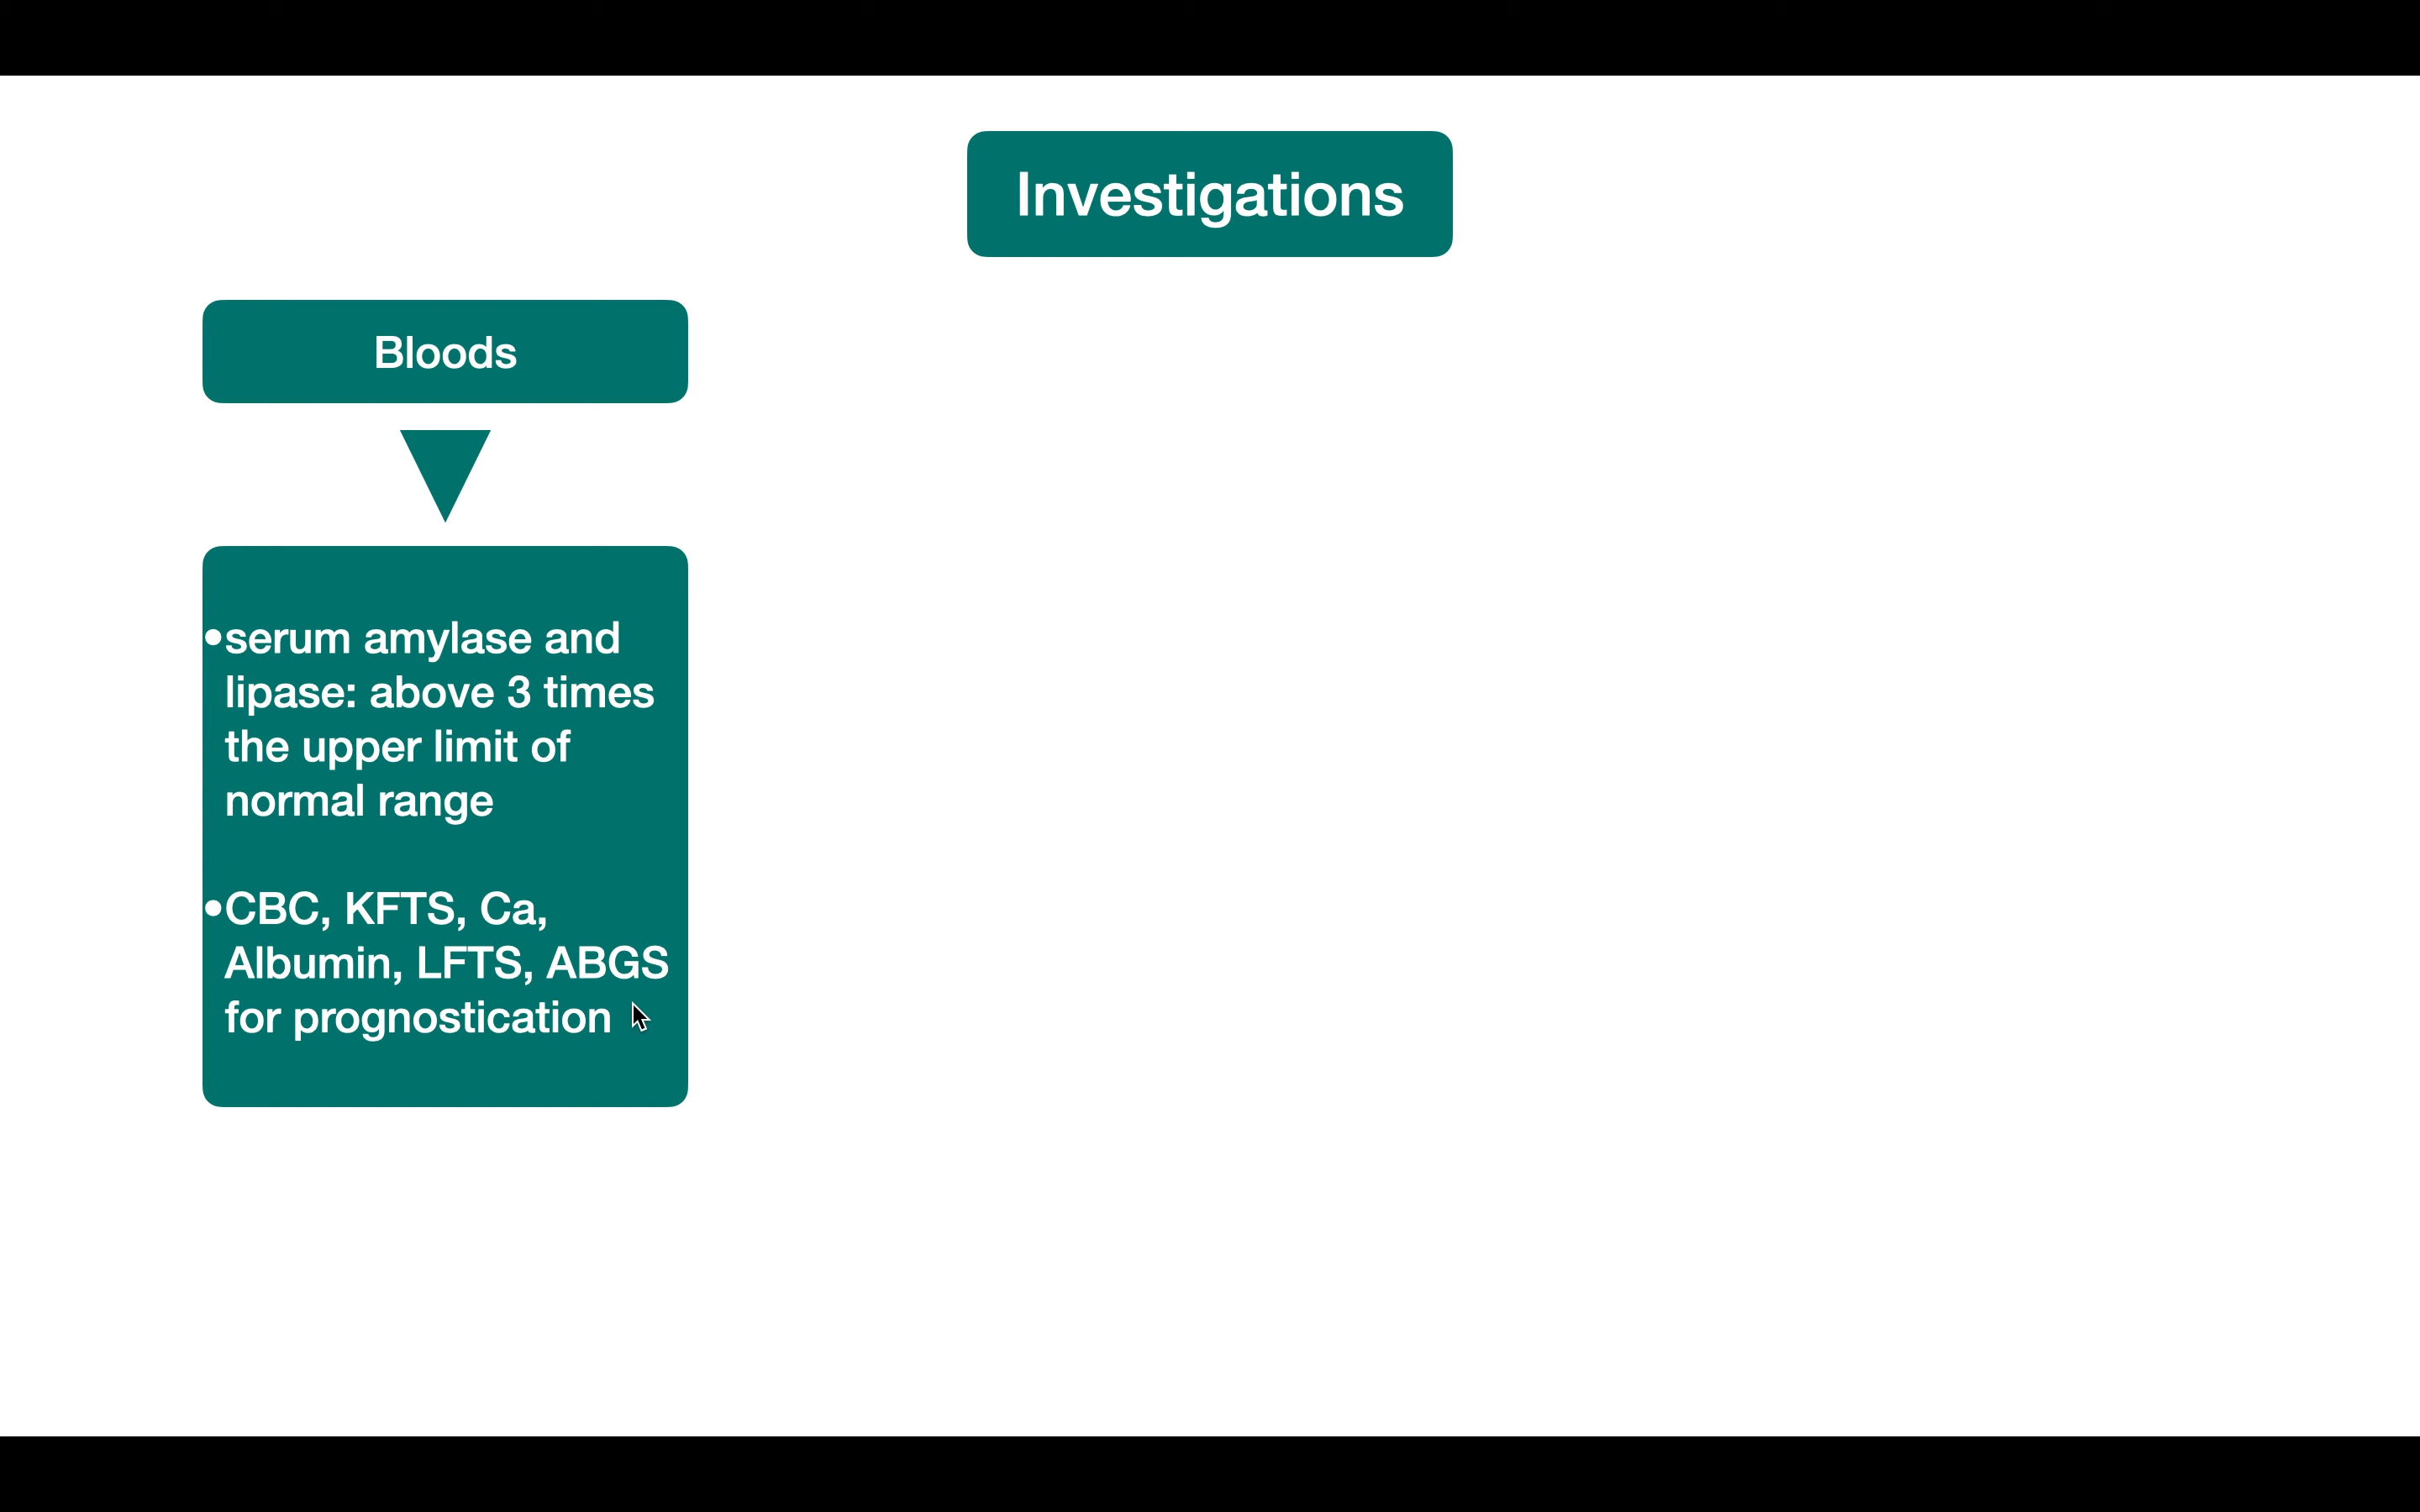 Investigations
Bloods
•serum amylase and
lipase: above 3 times
the upper limit of
normal range
•CBC, KFTS, Ca,
Albumin, LFTS, ABGS
for prognostication